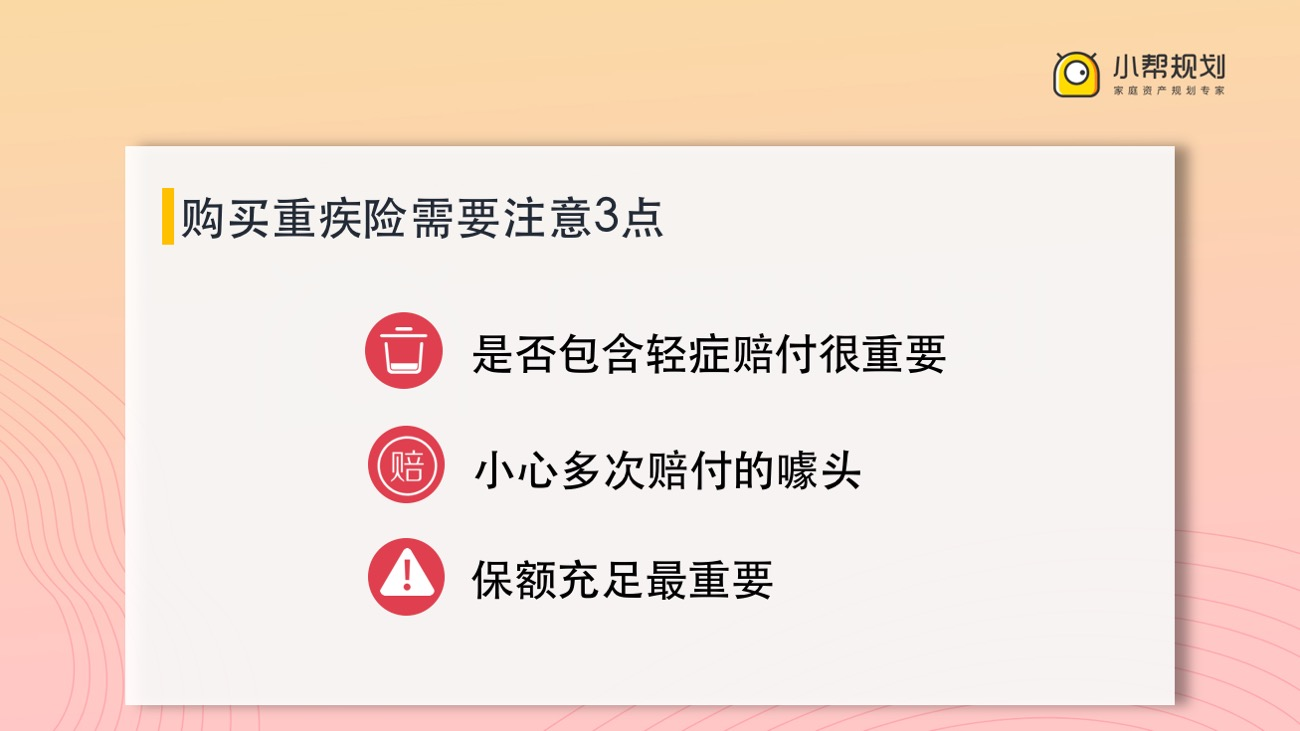 小帮规划
家庭资产规划专家
购买重疾险需要注意3点
是否包含轻症赔付很重要
赔
小心多次赔付的噱头
保额充足最重要